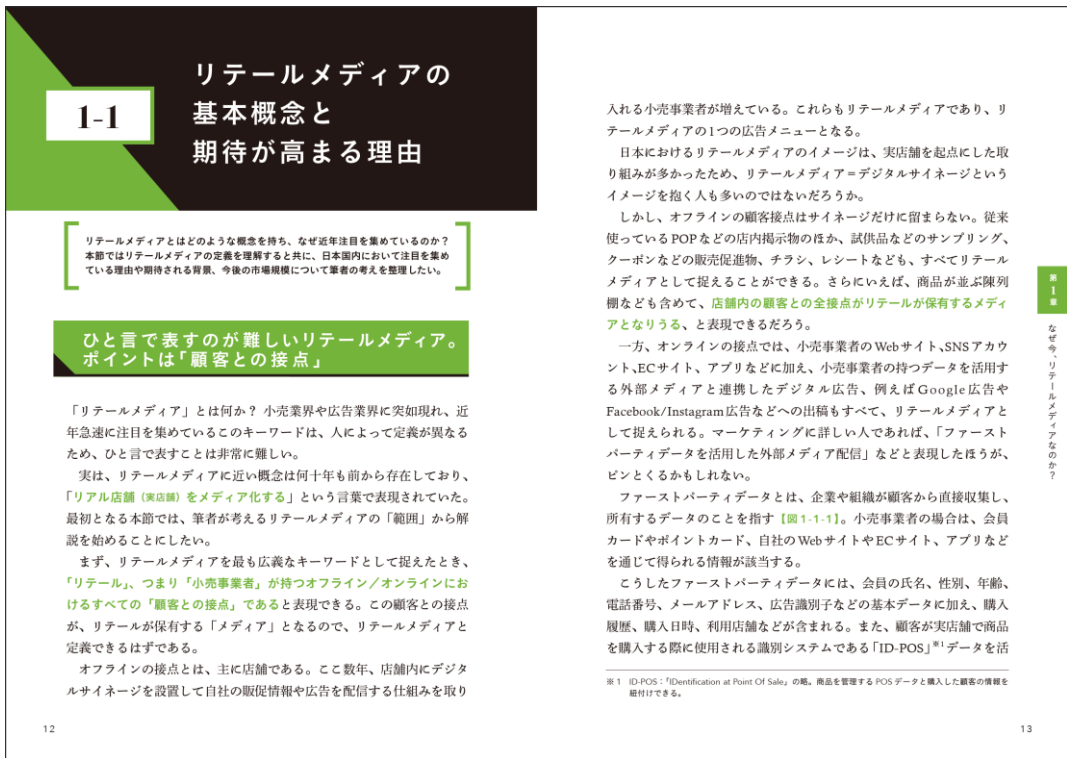 1-1
リテールメディアの
基本概念と
期待が高まる理由
リテールメディアとはどのような概念を持ち、なぜ近年注目を集めているのか?
本節ではリテールメディアの定義を理解すると共に、日本国内において注目を集め
ている理由や期待される背景、今後の市場規模について筆者の考えを整理したい。
ひと言で表すのが難しいリテールメディア。
ポイントは「顧客との接点」
「リテールメディア」とは何か? 小売業界や広告業界に突如現れ、近
年急速に注目を集めているこのキーワードは、人によって定義が異なる
ため、ひと言で表すことは非常に難しい。
実は、リテールメディアに近い概念は何十年も前から存在しており、
「リアル店舗(実店舗)をメディア化する」という言葉で表現されていた。
最初となる本節では、筆者が考えるリテールメディアの「範囲」から解
説を始めることにしたい。
まず、リテールメディアを最も広義なキーワードとして捉えたとき、
「リテール」、つまり「小売事業者」が持つオフライン/オンラインにお
けるすべての「顧客との接点」であると表現できる。この顧客との接点
が、リテールが保有する「メディア」となるので、リテールメディアと
定義できるはずである。
オフラインの接点とは、主に店舗である。ここ数年、店舗内にデジタ
ルサイネージを設置して自社の販促情報や広告を配信する仕組みを取り
12
入れる小売事業者が増えている。これらもリテールメディアであり、リ
テールメディアの1つの広告メニューとなる。
日本におけるリテールメディアのイメージは、実店舗を起点にした取
り組みが多かったため、リテールメディア=デジタルサイネージという
イメージを抱く人も多いのではないだろうか。
しかし、オフラインの顧客接点はサイネージだけに留まらない。従来
使っているPOPなどの店内掲示物のほか、試供品などのサンプリング、
クーポンなどの販売促進物、チラシ、レシートなども、すべてリテール
メディアとして捉えることができる。さらにいえば、商品が並ぶ陳列
棚なども含めて、店舗内の顧客との全接点がリテールが保有するメディ
アとなりうる、と表現できるだろう。
一方、オンラインの接点では、小売事業者のWebサイト、SNSアカウ
ント、ECサイト、アプリなどに加え、小売事業者の持つデータを活用す
る外部メディアと連携したデジタル広告、例えばGoogle広告や
Facebook/Instagram広告などへの出稿もすべて、リテールメディアと
して捉えられる。マーケティングに詳しい人であれば、「ファースト
パーティデータを活用した外部メディア配信」などと表現したほうが、
ピンとくるかもしれない。
ファーストパーティデータとは、企業や組織が顧客から直接収集し、
所有するデータのことを指す【図1-1-1】。小売事業者の場合は、会員
カードやポイントカード、自社のWebサイトやECサイト、アプリなど
を通じて得られる情報が該当する。
こうしたファーストパーティデータには、会員の氏名、性別、年齢、
電話番号、メールアドレス、広告識別子などの基本データに加え、購入
履歴、購入日時、利用店舗などが含まれる。また、顧客が実店舗で商品
を購入する際に使用される識別システムである「ID-POS」※1データを活
※1 ID-POS:「IDentification at Point Of Sale」の略。商品を管理するPOSデータと購入した顧客の情報を
紐付けできる。
第1章
なぜ今、リテールメディアなのか?
13